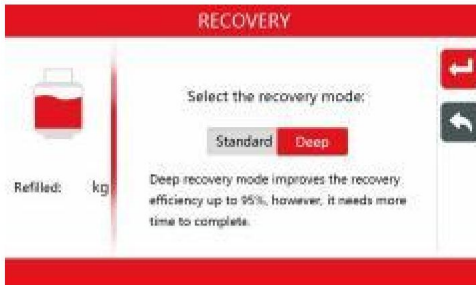 RECOVERY
Select the recovery mode:
Standard Deep
Refilled: kg
Deep recovery mode improves the recovery
efficiency up to 95%, however, it needs more
time to complete.